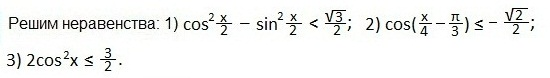 Решим неравенства: 1) cos² x/2 − sin² x/2 < √3/2;  2) cos(x/4 − π/3) ≤ − √2/2;
3) 2cos²x ≤ 3/2.